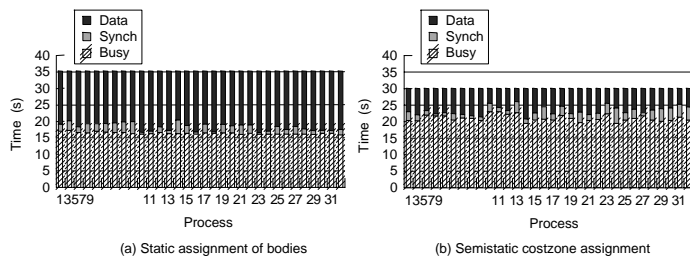 Data
Synch
Busy
40
35
30
25
20
15
10
5
0
Time (s)
13579 11 13 15 17 19 21 23 25 27 29 31
Process
(a) Static assignment of bodies
Data
Synch
Busy
40
35
30
25
20
15
10
5
0
Time (s)
13579 11 13 15 17 19 21 23 25 27 29 31
Process
(b) Semistatic costzone assignment